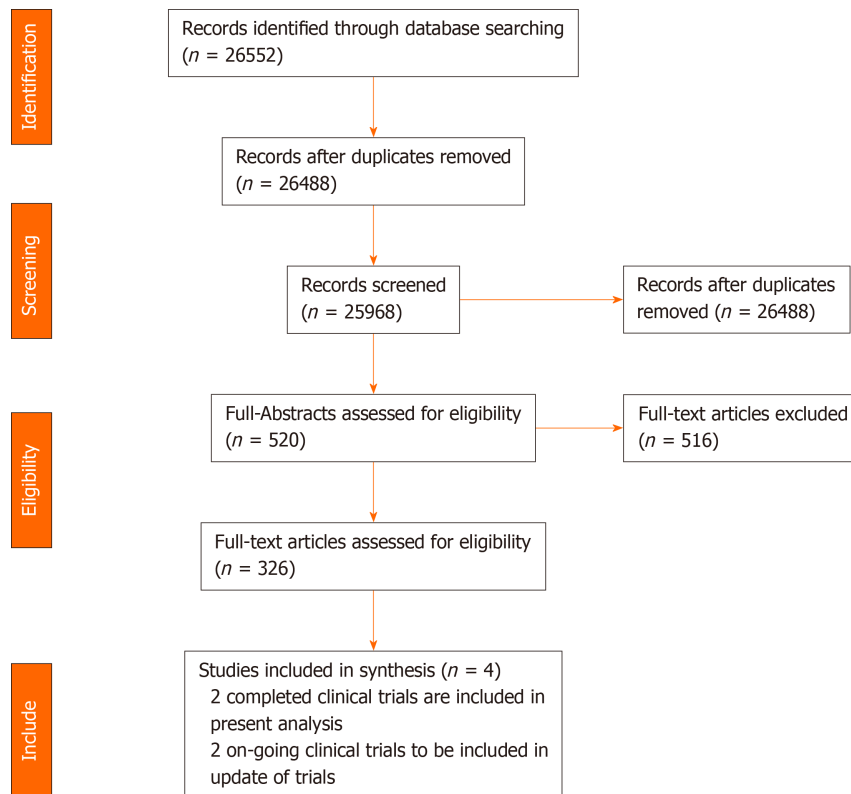 Identification
Records identified through database searching
(n = 26552)
Records after duplicates removed
(n = 26488)
Screening
Records screened
(n = 25968)
Records after duplicates
removed (n = 26488)
Eligibility
Full-Abstracts assessed for eligibility
(n = 520)
Full-text articles excluded
(n = 516)
Full-text articles assessed for eligibility
(n = 326)
Include
Studies included in synthesis (n = 4)
2 completed clinical trials are included in
present analysis
2 on-going clinical trials to be included in
update of trials